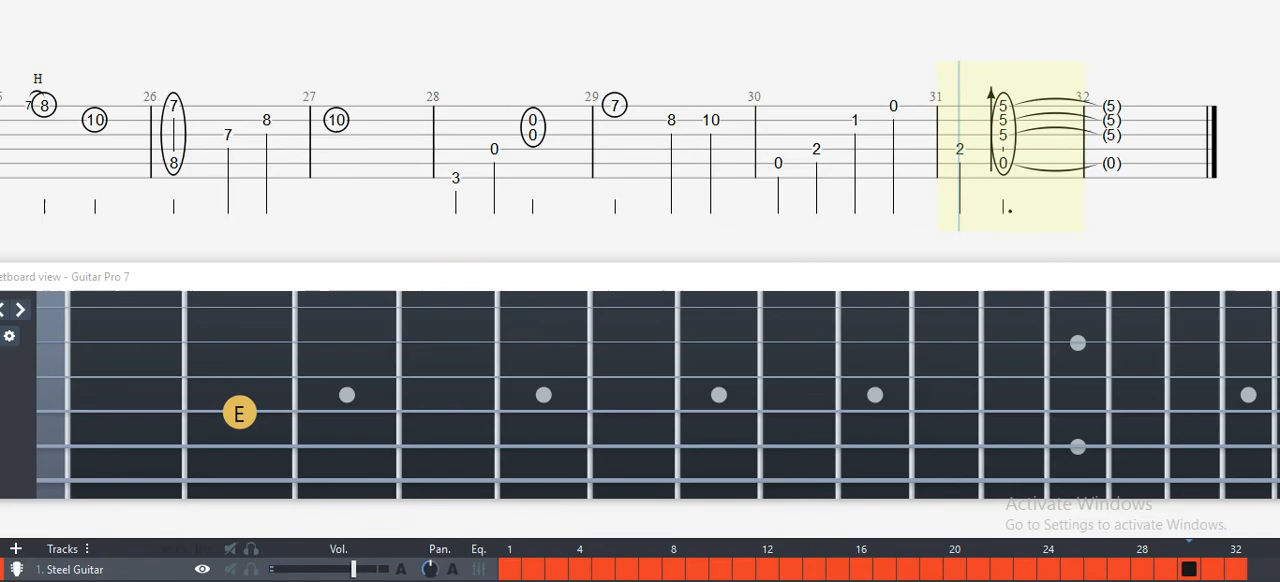 H
5 26 27 28 29 30 31 32
7 8 7 10 7 0 5 (5)
10 8 10 0 8 10 1 5 (5)
7 0 5 (5)
0 2 2
8 0 0 (0)
3
etboard view - Guitar Pro 7
E
Activate Windows
Go to Settings to activate Windows.
+ Tracks Vol. Pan. Eq. 1 4 8 12 16 20 24 28 32
1. Steel Guitar A A